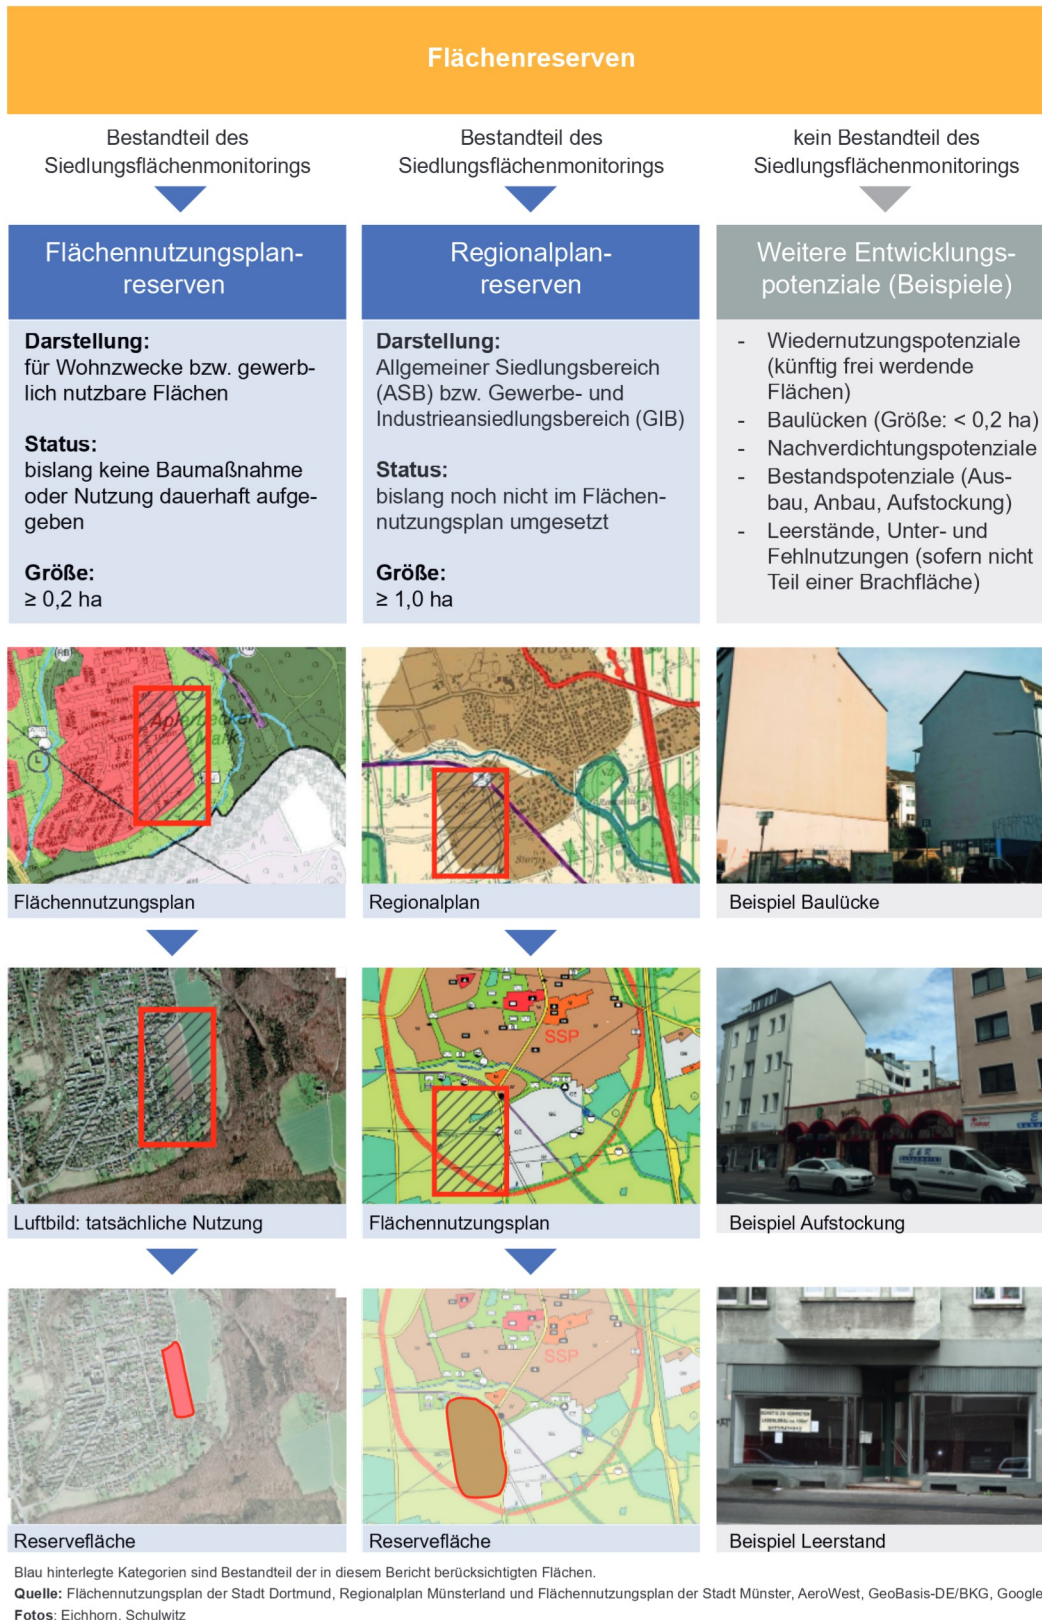 Flächenreserven
Bestandteil des
Siedlungsflächenmonitorings
Flächennutzungsplan-
reserven
Darstellung:
für Wohnzwecke bzw. gewerb-
lich nutzbare Flächen
Status:
bislang keine Baumaßnahme
oder Nutzung dauerhaft aufge-
geben
Größe:
≥ 0,2 ha
Flächennutzungsplan
Luftbild: tatsächliche Nutzung
Reservefläche
Bestandteil des
Siedlungsflächenmonitorings
Regionalplan-
reserven
Darstellung:
Allgemeiner Siedlungsbereich
(ASB) bzw. Gewerbe- und
Industrieansiedlungsbereich (GIB)
Status:
bislang noch nicht im Flächen-
nutzungsplan umgesetzt
Größe:
≥ 1,0 ha
Regionalplan
SSP
Flächennutzungsplan
SSP
Reservefläche
kein Bestandteil des
Siedlungsflächenmonitorings
Weitere Entwicklungs-
potenziale (Beispiele)
- Wiedernutzungspotenziale
(künftig frei werdende
Flächen)
- Baulücken (Größe: < 0,2 ha)
- Nachverdichtungspotenziale
- Bestandspotenziale (Aus-
bau, Anbau, Aufstockung)
- Leerstände, Unter- und
Fehlnutzungen (sofern nicht
Teil einer Brachfläche)
Beispiel Baulücke
Beispiel Aufstockung
Beispiel Leerstand
Blau hinterlegte Kategorien sind Bestandteil der in diesem Bericht berücksichtigten Flächen.
Quelle: Flächennutzungsplan der Stadt Dortmund, Regionalplan Münsterland und Flächennutzungsplan der Stadt Münster, AeroWest, GeoBasis-DE/BKG, Google
Fotos: Eichhorn, Schulwitz